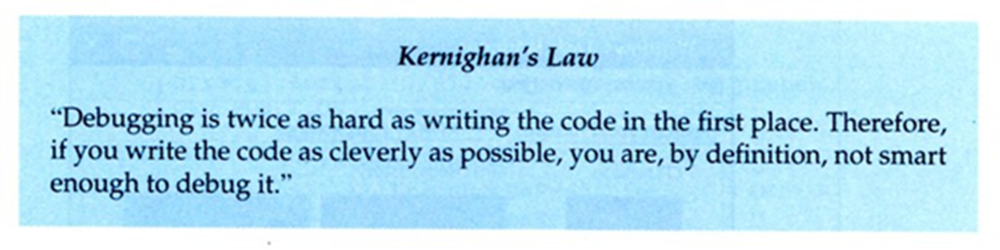 Kernighan's Law
“Debugging is twice as hard as writing the code in the first place. Therefore,
if you write the code as cleverly as possible, you are, by definition, not smart
enough to debug it.”